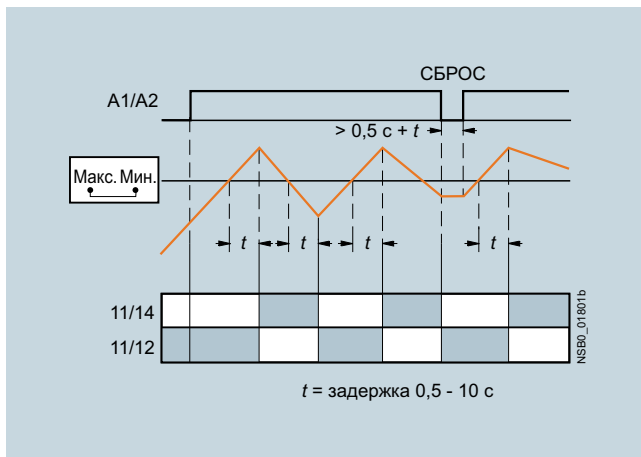 СБРОС
A1/A2
> 0,5 с + t
Макс. Мин.
t t t t
11/14
11/12
NSB0_01801b
t = задержка 0,5 - 10 с